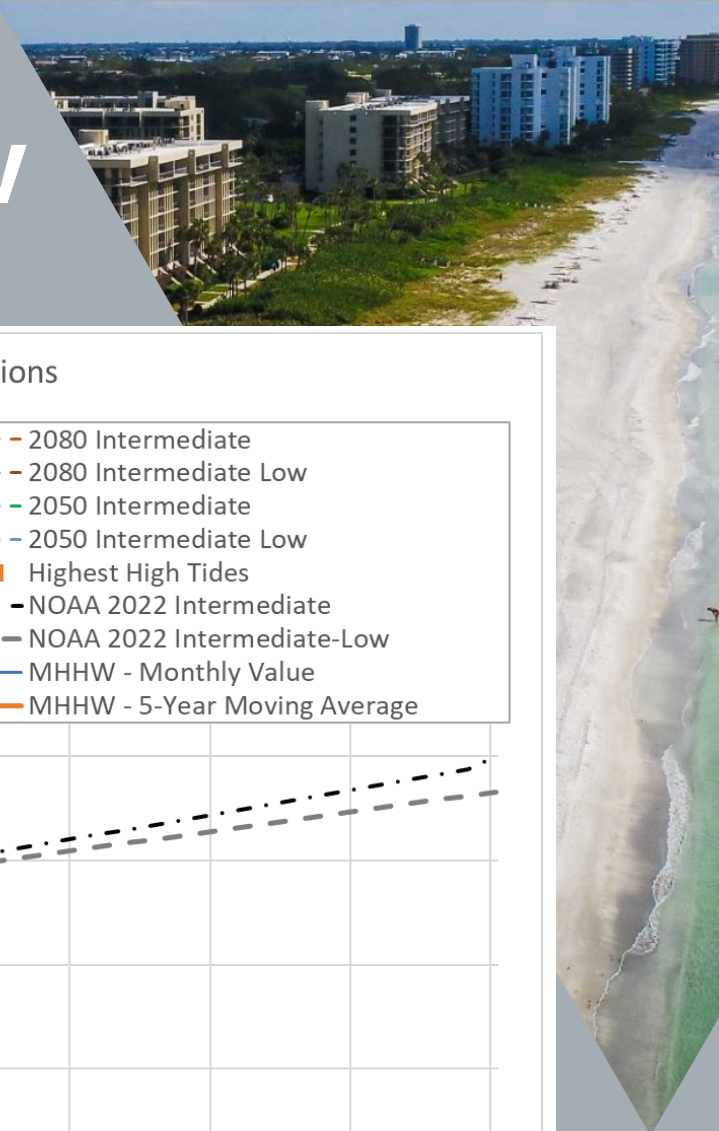 ions
2080 Intermediate
2080 Intermediate Low
2050 Intermediate
2050 Intermediate Low
Highest High Tides
NOAA 2022 Intermediate
NOAA 2022 Intermediate-Low
MHHW - Monthly Value
MHHW - 5-Year Moving Average